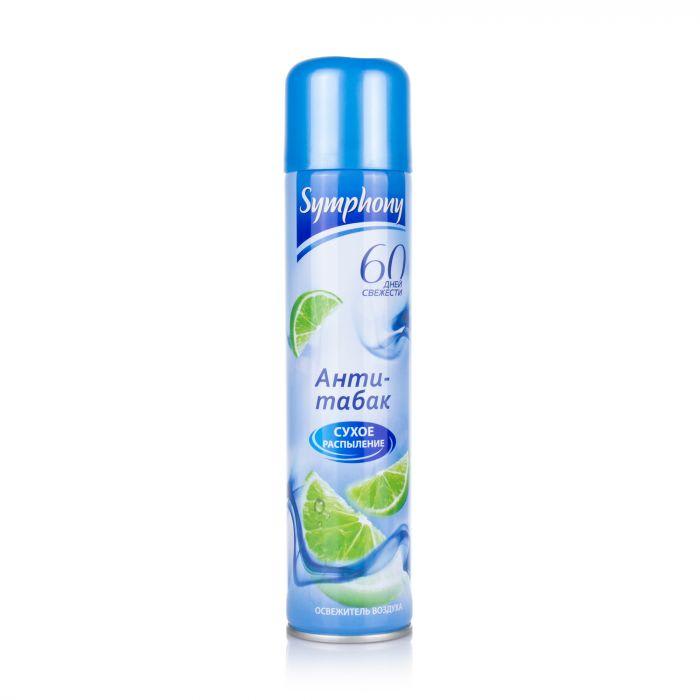 Symphony
60
ДНЕЙ
СВЕЖЕСТИ
Анти-
табак
СУХОЕ
РАСПЫЛЕНИЕ
ОСВЕЖИТЕЛЬ ВОЗДУХА